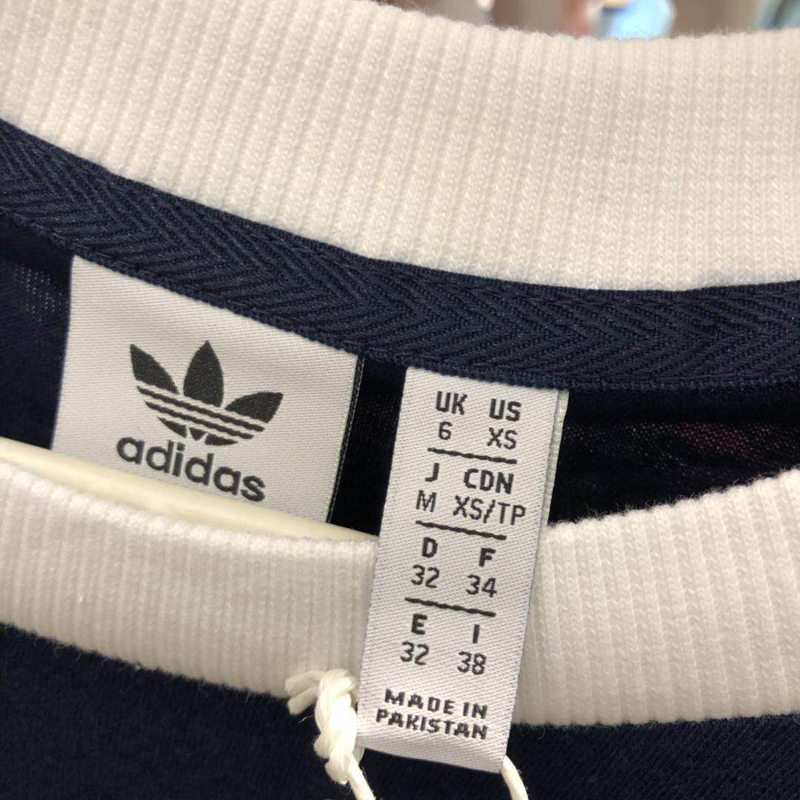 adidas
UK US
6 XS
J CDN
M XS/TP
D F
32 34
E I
32 38
MADE IN
PAKISTAN